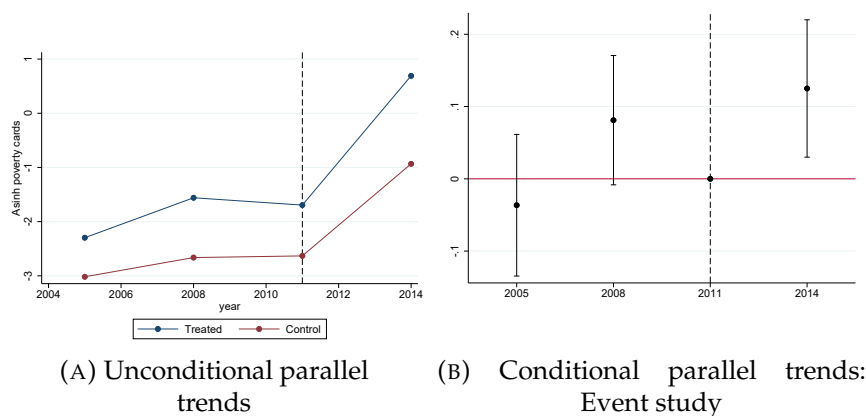 Asinh poverty cards
1
0
-1
-2
-3
2004
2006
2008
2010
2012
2014
year
Treated
Control
(A) Unconditional parallel
trends
.2
.1
0
-.1
2005
2008
2011
2014
(B) Conditional parallel trends:
Event study